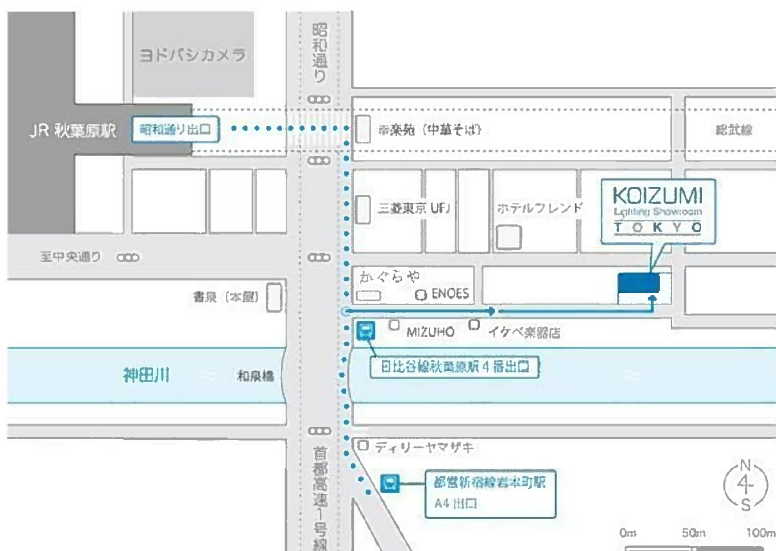 昭和通り
ヨドバシカメラ
JR 秋葉原駅
昭和通り出口
楽苑 (中華そば)
総武線
KOIZUMI
Lighting Showroom
TOKYO
三菱東京UFJ
ホテルフレンド
至中央通り
かぐらや
ENOES
書泉 (本屋)
MIZUHO
イケベ楽器店
日比谷線秋葉原駅4番出口
神田川
和泉橋
首都高速1号線
ディリーヤマザキ
都営新宿線岩本町駅
A4 出口
N
S
0m
50m
100m